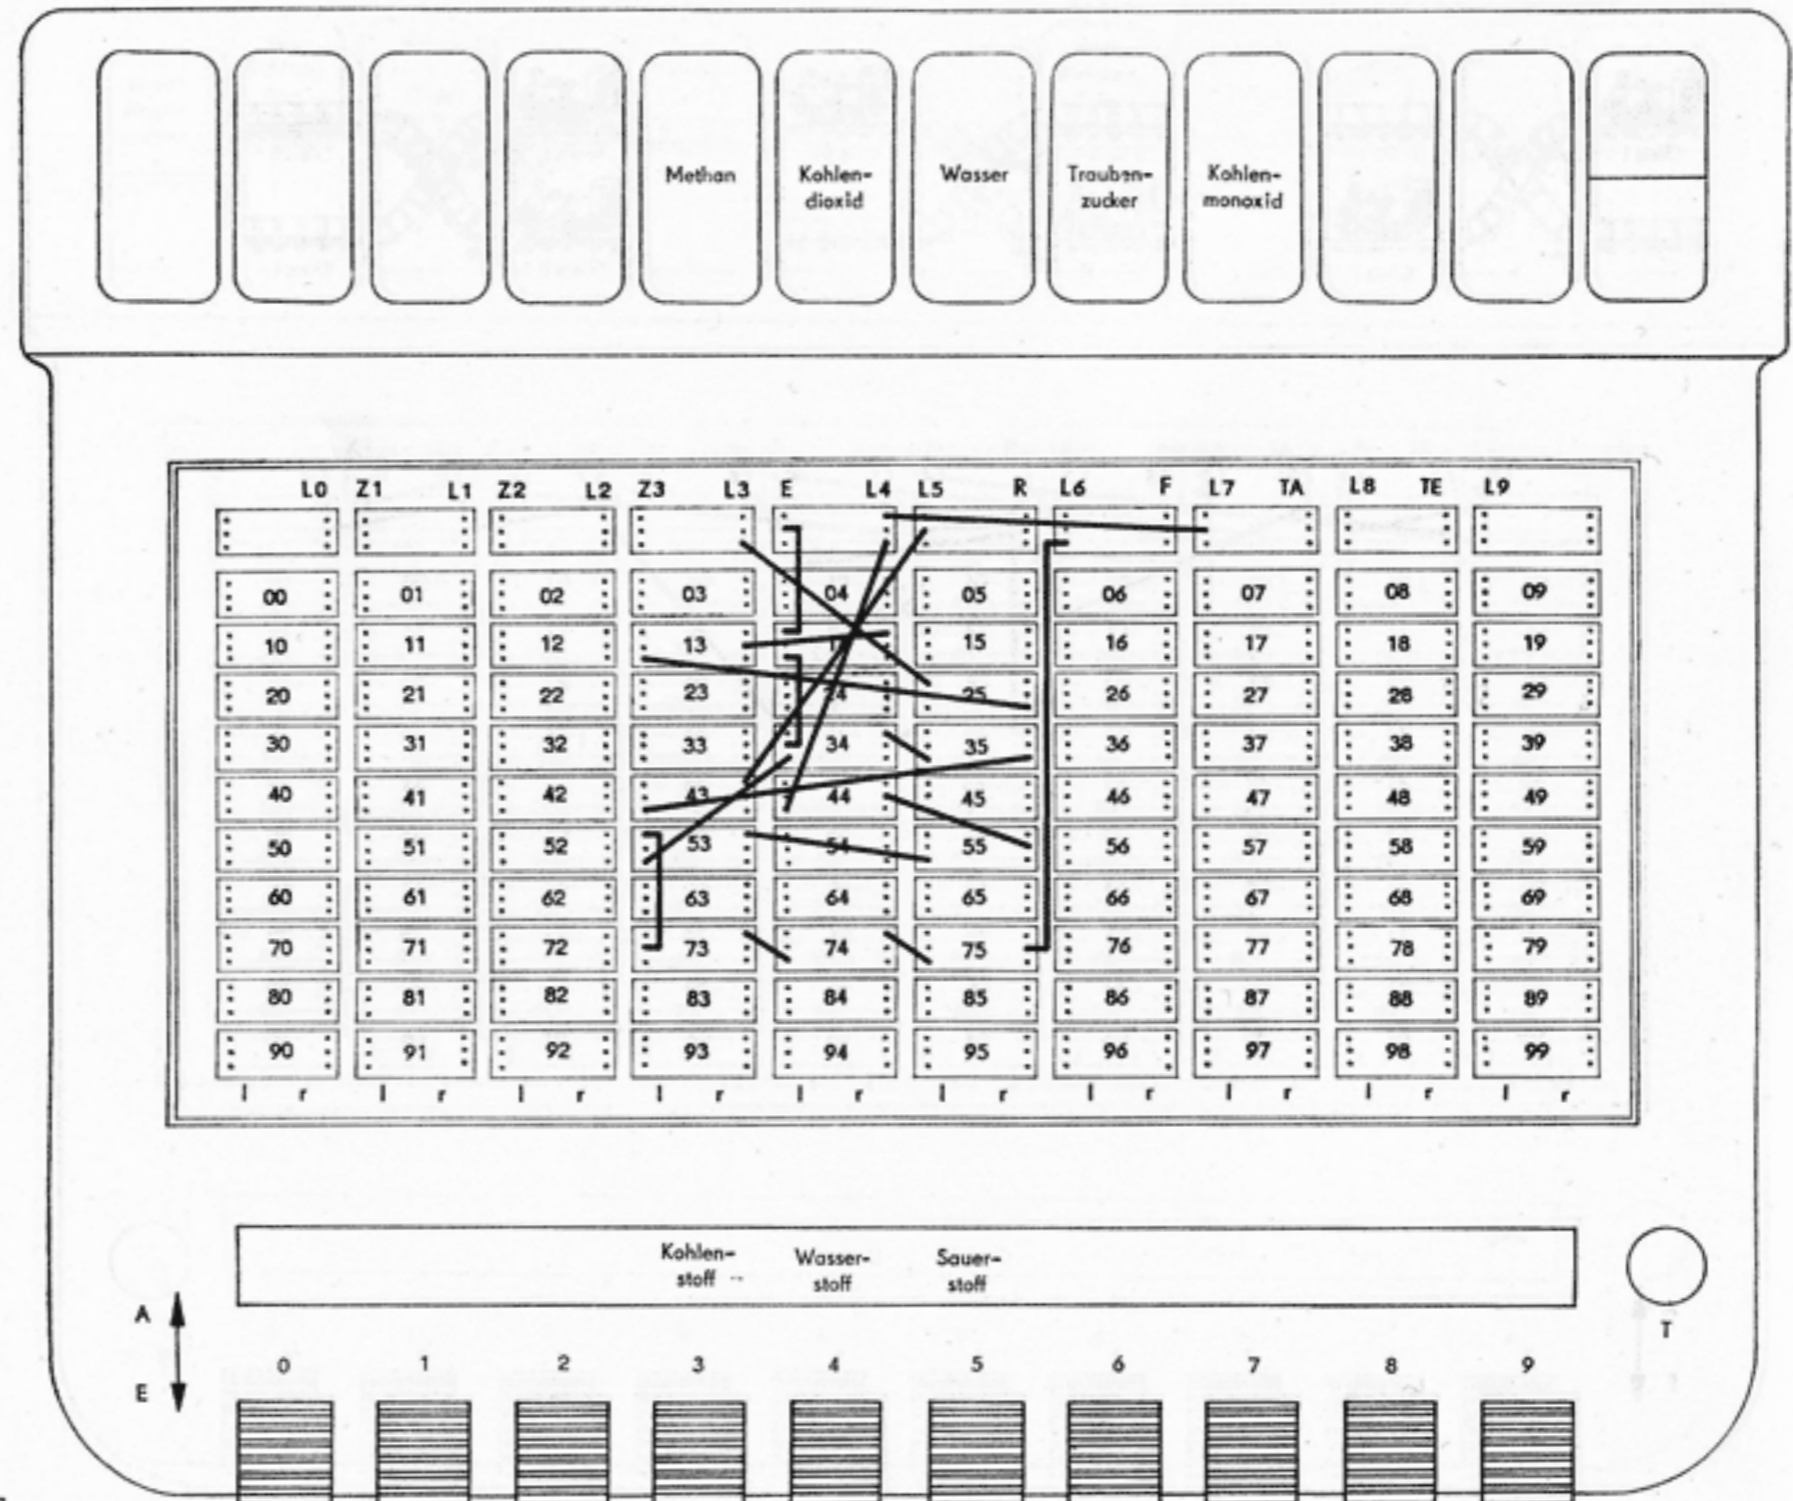 Methan Kohlen- Wasser Trauben- Kohlen-
dioxid zucker monoxid
L0 Z1 L1 Z2 L2 Z3 L3 E L4 L5 R L6 F L7 TA L8 TE L9
00 01 02 03 04 05 06 07 08 09
10 11 12 13 15 16 17 18 19
20 21 22 23 24 25 26 27 28 29
30 31 32 33 34 35 36 37 38 39
40 41 42 43 44 45 46 47 48 49
50 51 52 53 54 55 56 57 58 59
60 61 62 63 64 65 66 67 68 69
70 71 72 73 74 75 76 77 78 79
80 81 82 83 84 85 86 87 88 89
90 91 92 93 94 95 96 97 98 99
l r l r l r l r l r l r l r l r l r l r
Kohlen- Wasser- Sauer-
stoff stoff stoff
A
T
0 1 2 3 4 5 6 7 8 9
E